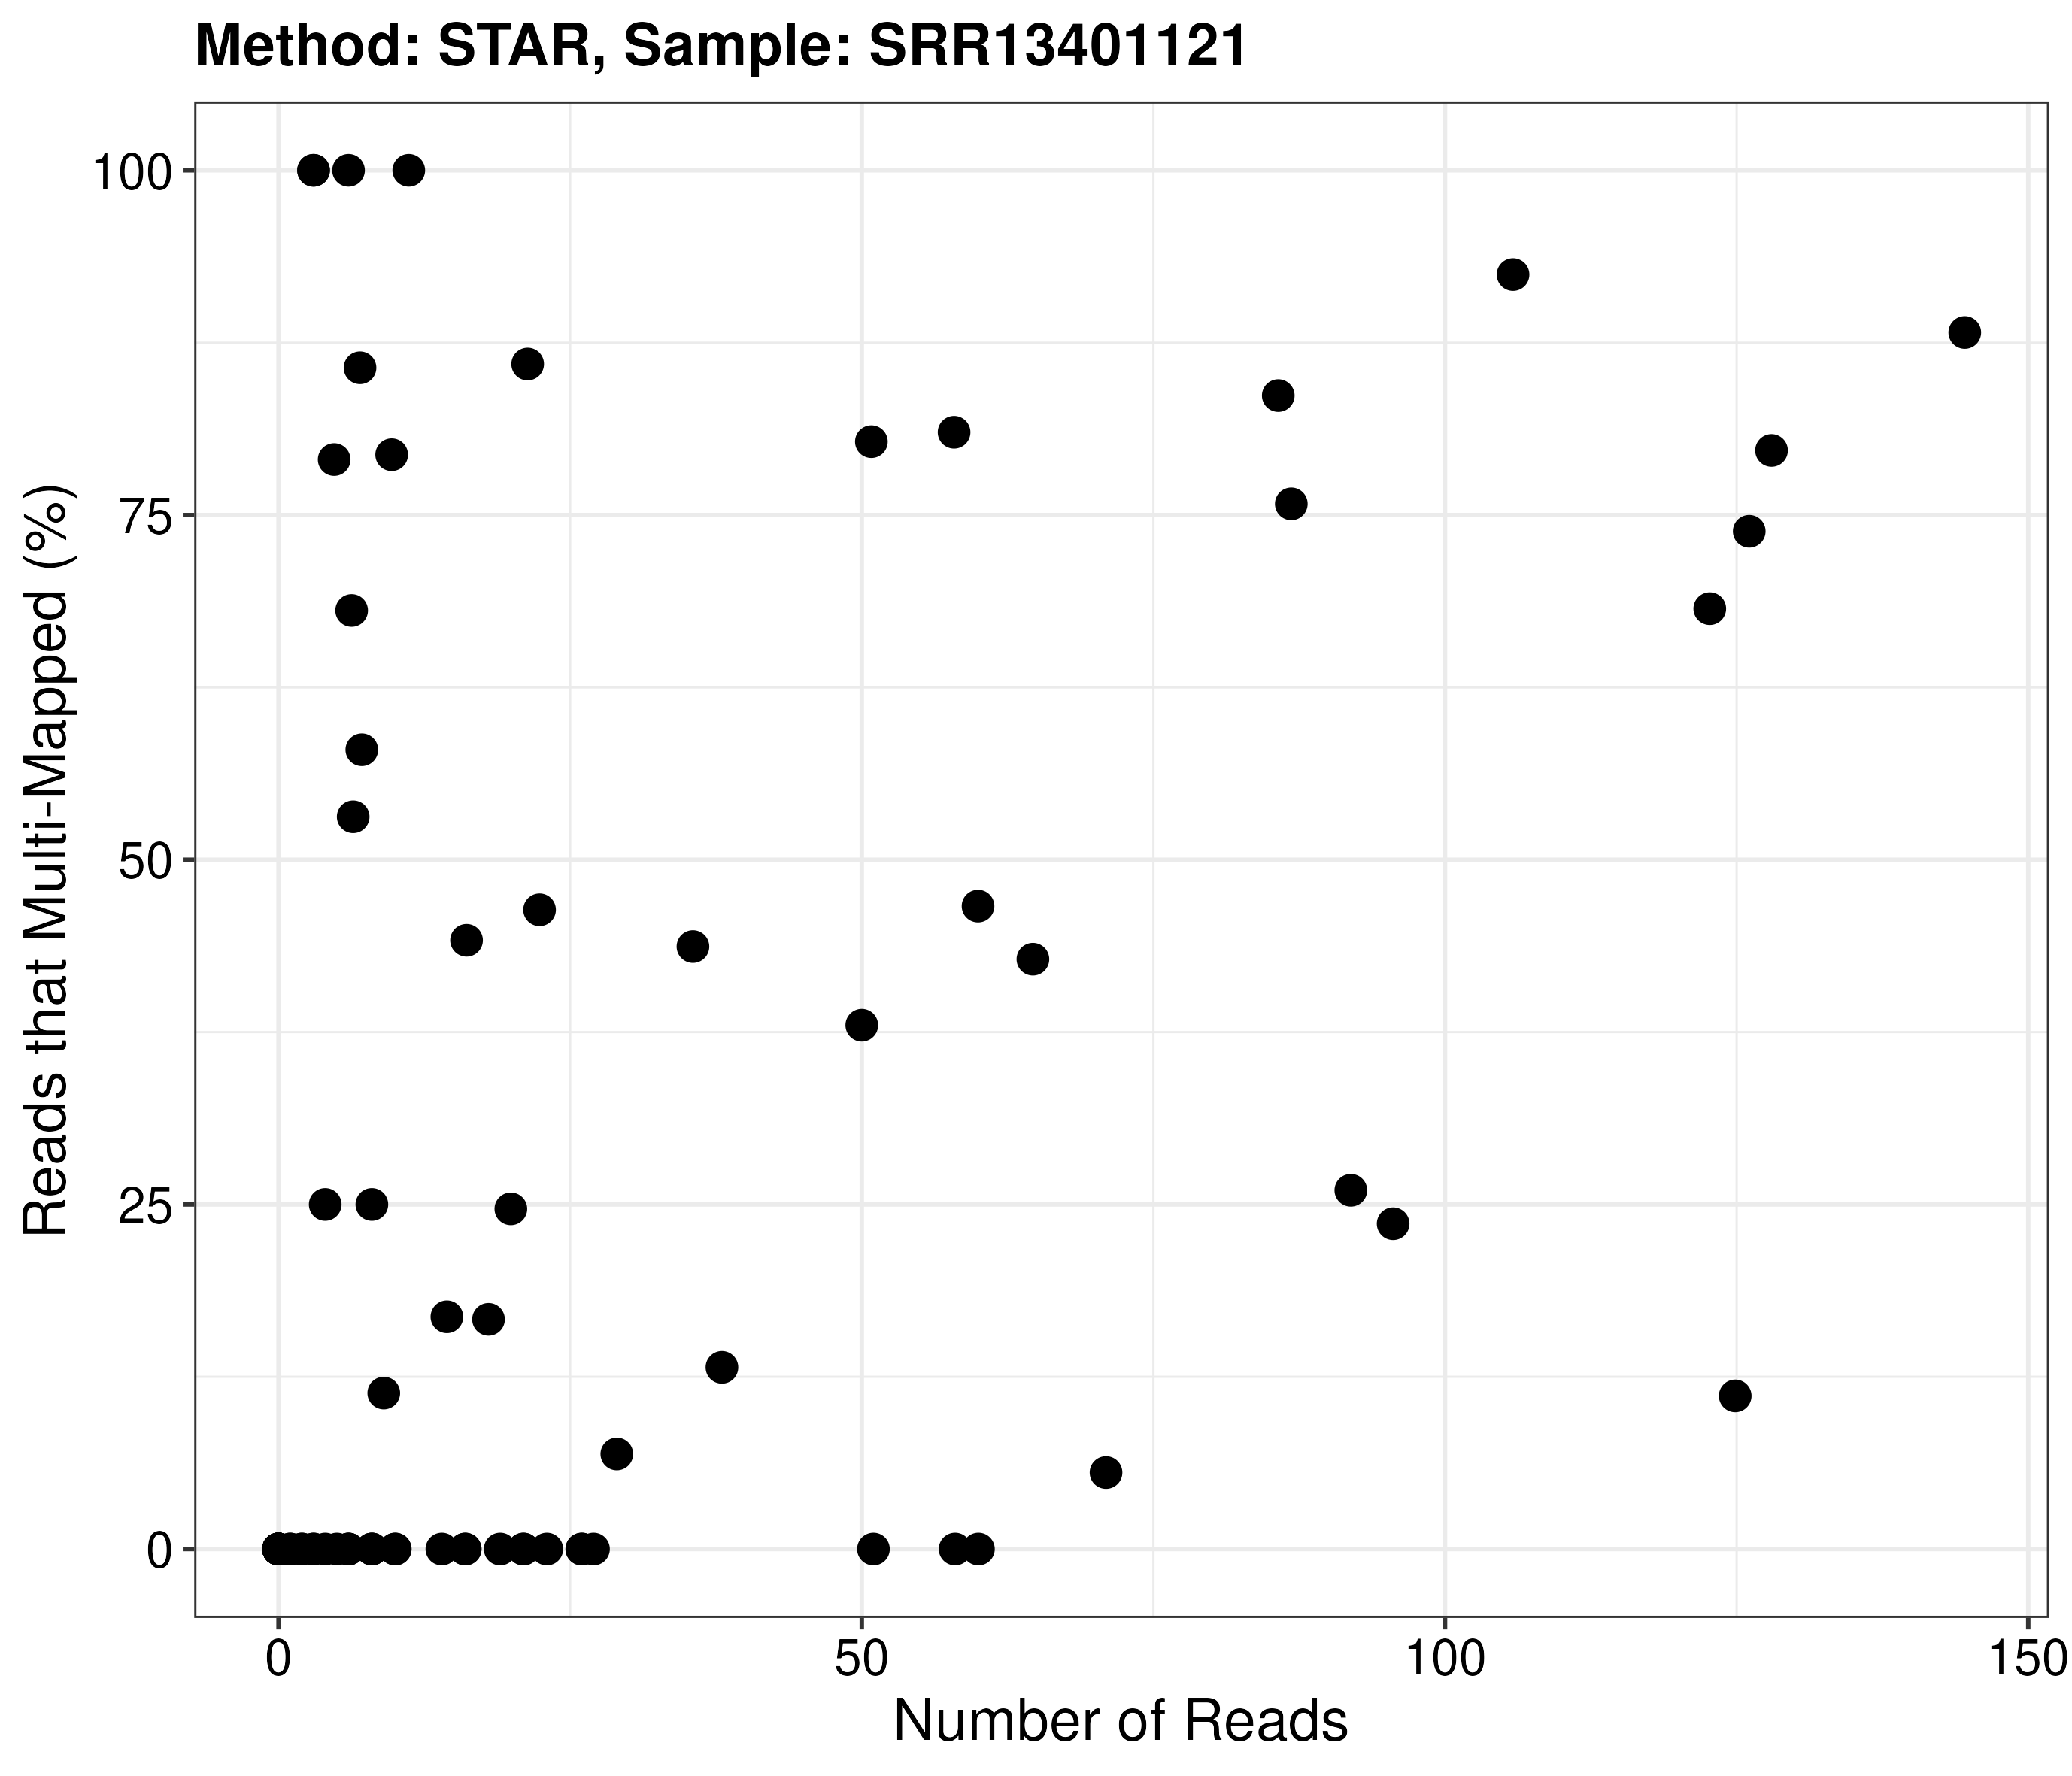 Method: STAR, Sample: SRR13401121
Reads that Multi-Mapped (%)
100
75
50
25
0
0 50 100 150
Number of Reads